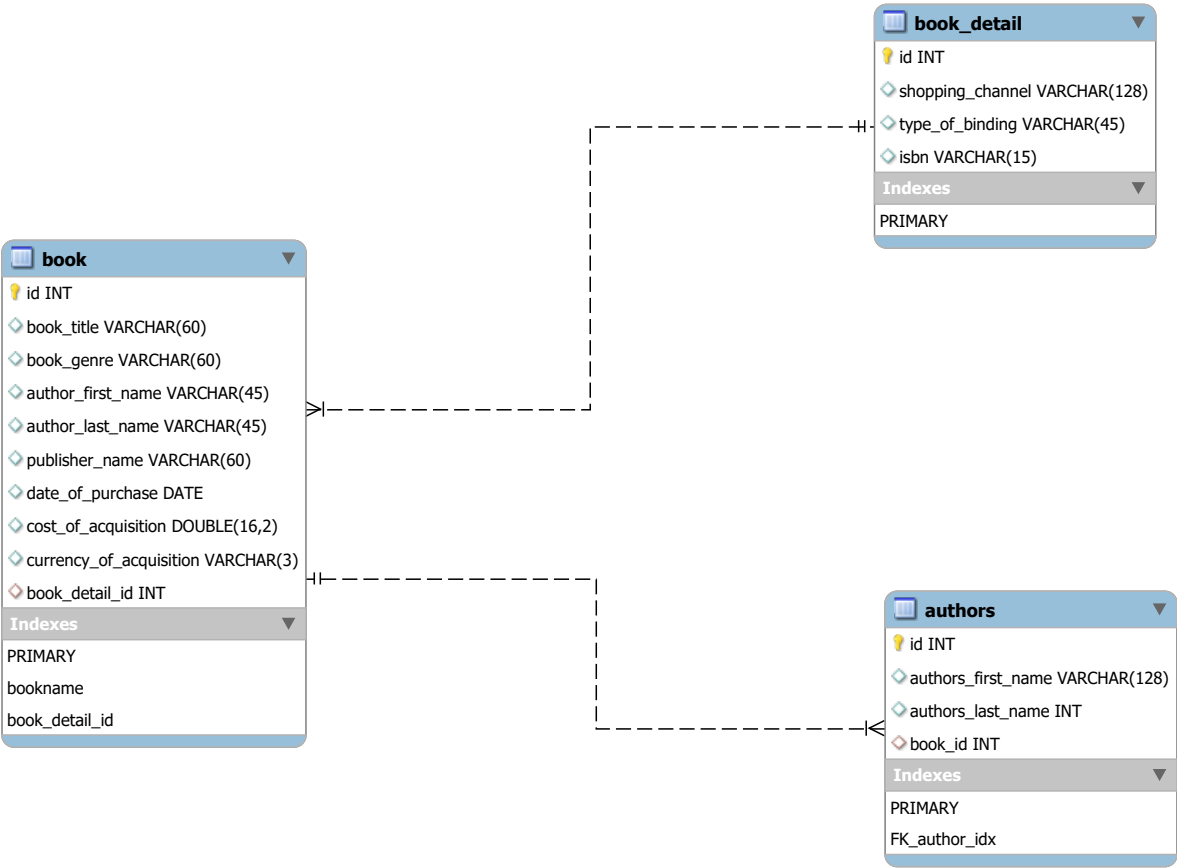 book_detail
id INT
shopping_channel VARCHAR(128)
type_of_binding VARCHAR(45)
isbn VARCHAR(15)
Indexes
PRIMARY
book
id INT
book_title VARCHAR(60)
book_genre VARCHAR(60)
author_first_name VARCHAR(45)
author_last_name VARCHAR(45)
publisher_name VARCHAR(60)
date_of_purchase DATE
cost_of_acquisition DOUBLE(16,2)
currency_of_acquisition VARCHAR(3)
book_detail_id INT
Indexes
PRIMARY
bookname
book_detail_id
authors
id INT
authors_first_name VARCHAR(128)
authors_last_name INT
book_id INT
Indexes
PRIMARY
FK_author_idx